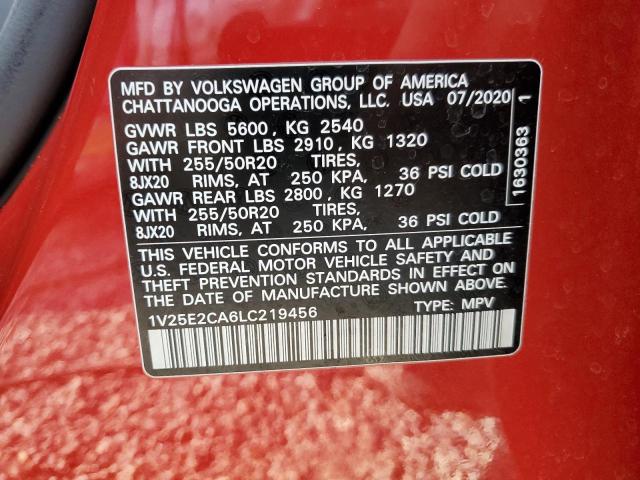 MFD BY VOLKSWAGEN GROUP OF AMERICA
CHATTANOOGA OPERATIONS, LLC. USA 07/2020
GVWR LBS 5600, KG 2540
GAWR FRONT LBS 2910, KG 1320
WITH 255/50R20 TIRES,
8JX20 RIMS, AT 250 KPA, 36 PSI COLD
GAWR REAR LBS 2800, KG 1270
WITH 255/50R20 TIRES,
8JX20 RIMS, AT 250 KPA, 36 PSI COLD
THIS VEHICLE CONFORMS TO ALL APPLICABLE
U.S. FEDERAL MOTOR VEHICLE SAFETY AND
THEFT PREVENTION STANDARDS IN EFFECT ON
THE DATE OF MANUFACTURE SHOWN ABOVE.
1V25E2CA6LC219456 TYPE: MPV
1630363 1